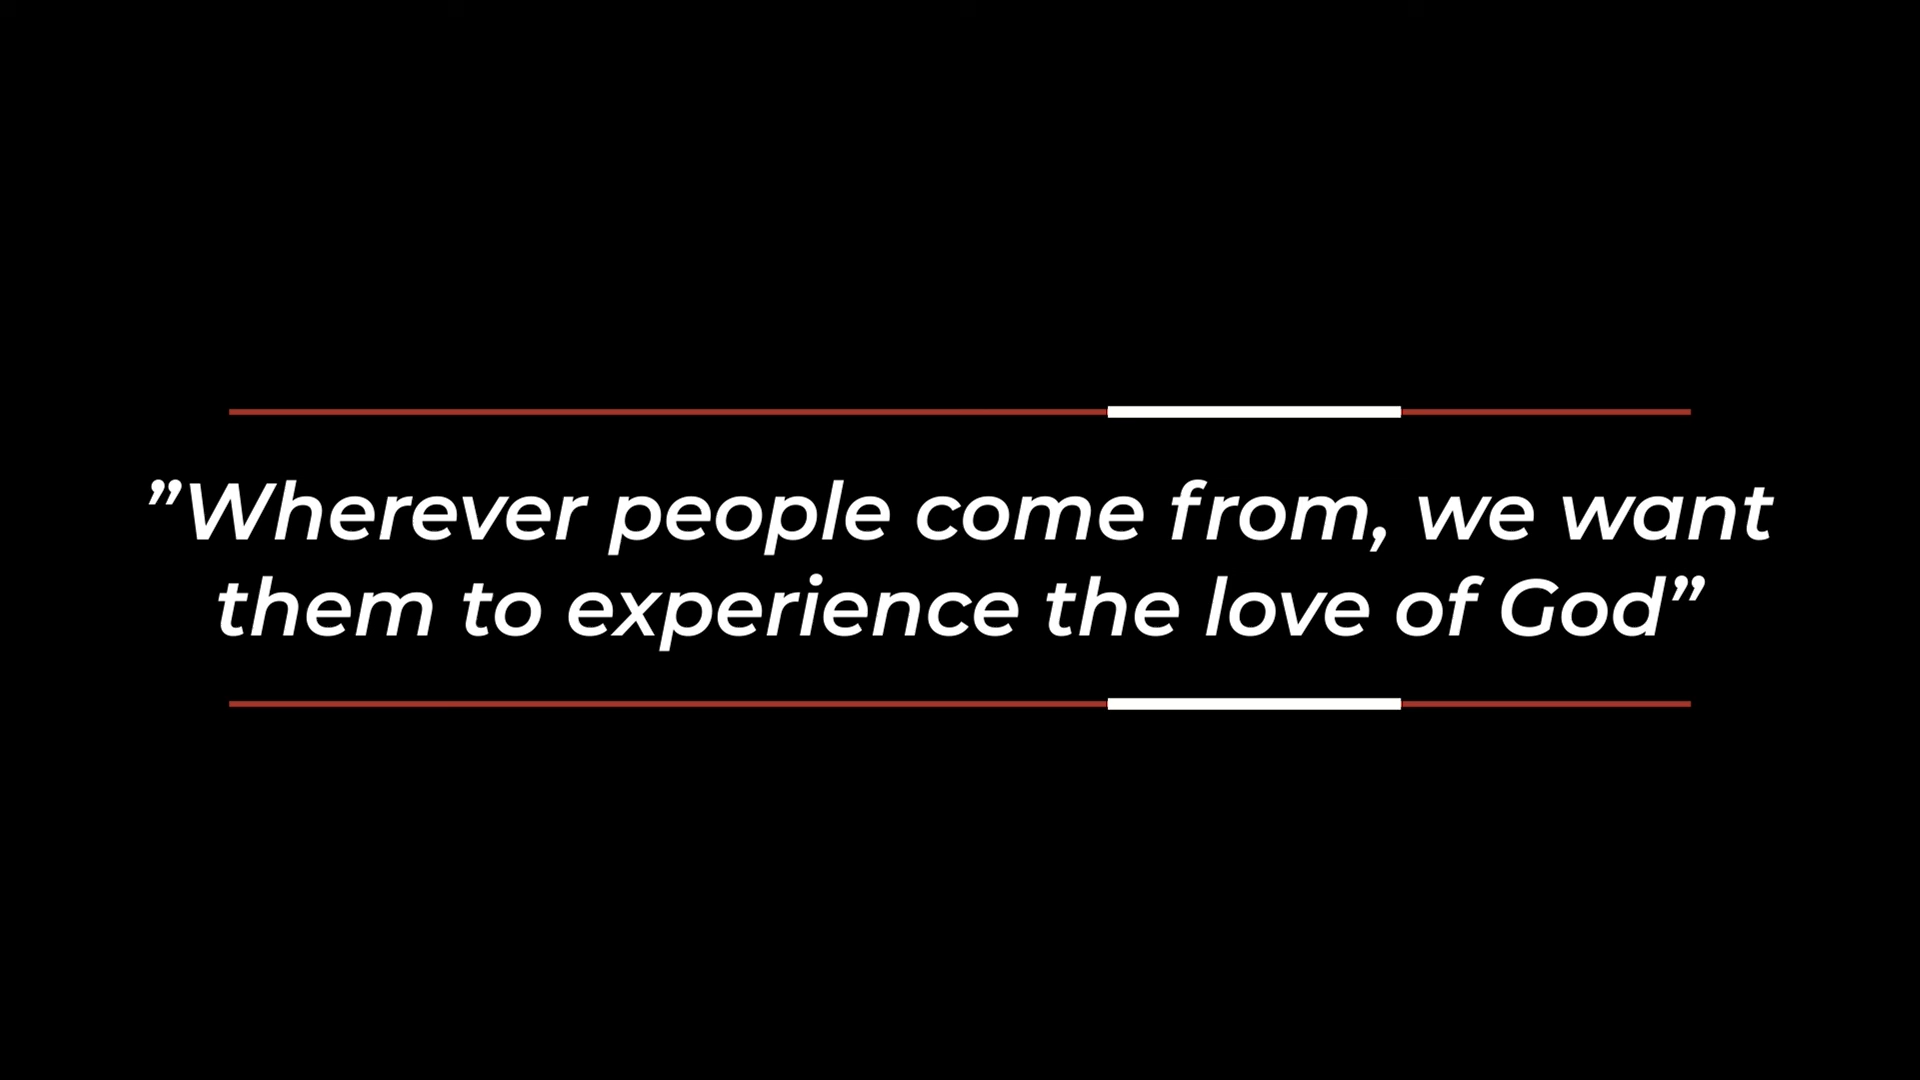 ”Wherever people come from, we want
them to experience the love of God”